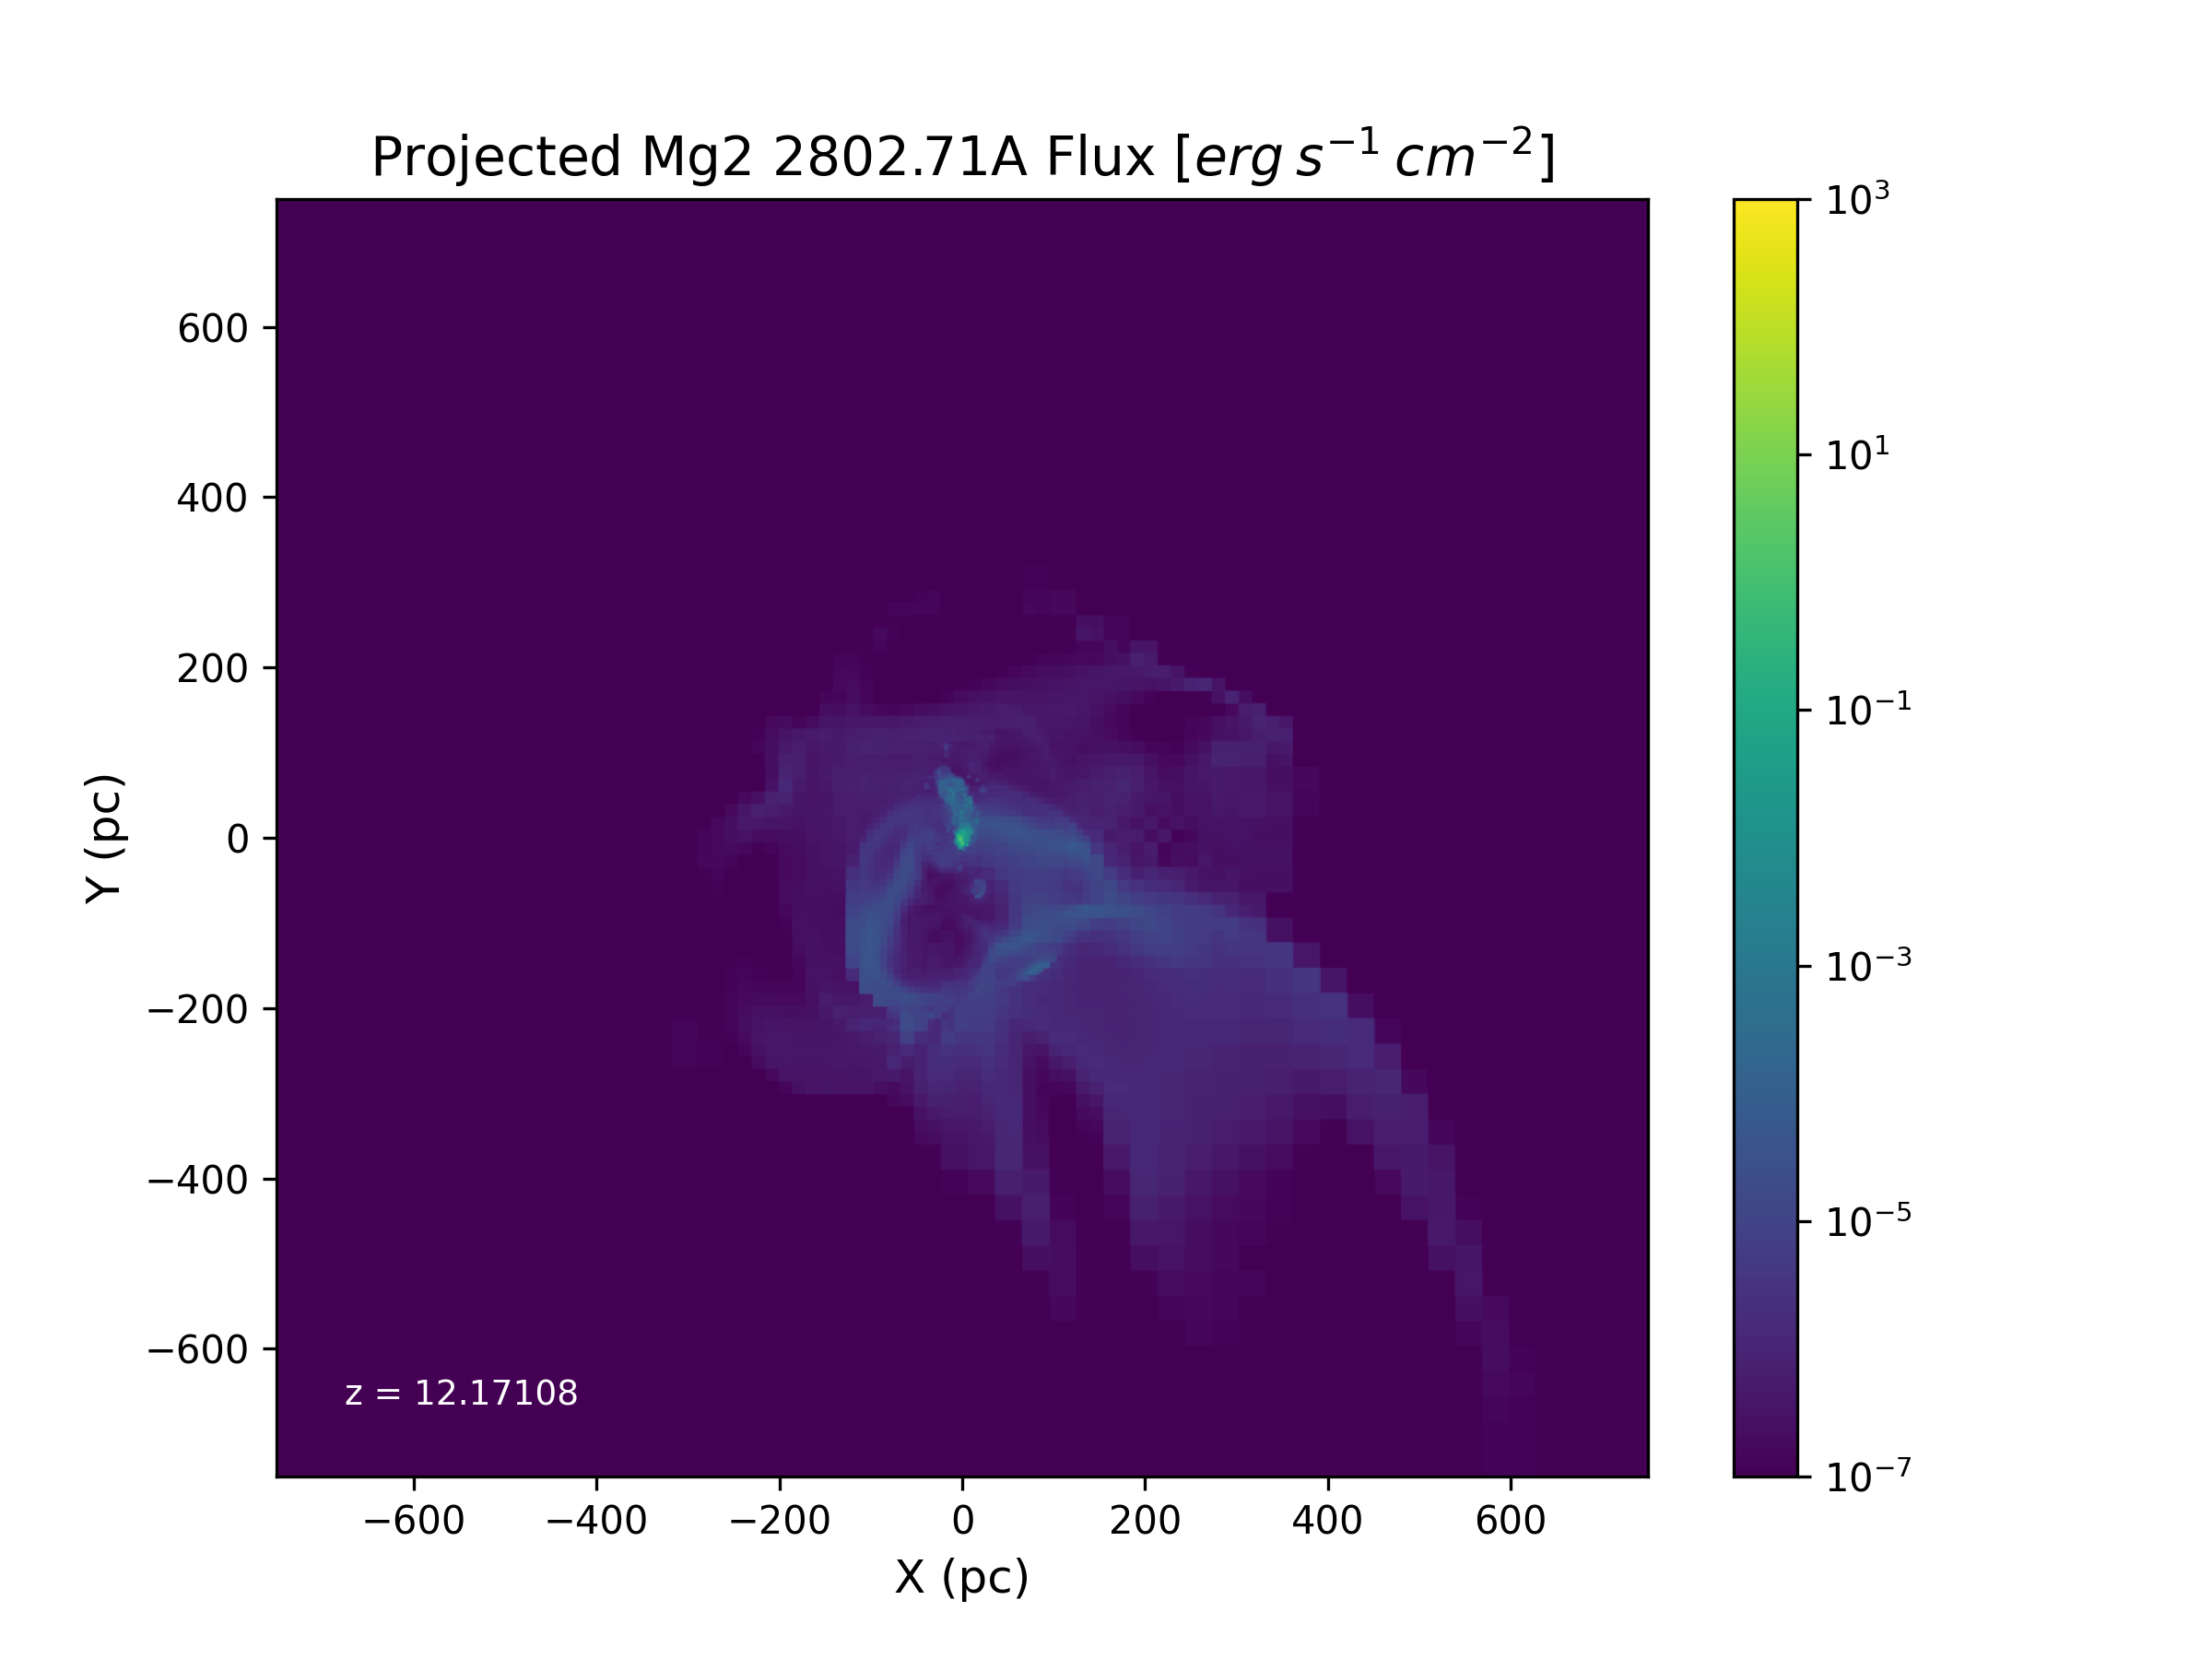 Projected Mg2 2802.71A Flux [erg s⁻¹ cm⁻²]
10³
600
10¹
400
200
10⁻¹
Y (pc)
0
10⁻³
−200
−400
10⁻⁵
−600
z = 12.17108
10⁻⁷
−600 −400 −200 0 200 400 600
X (pc)